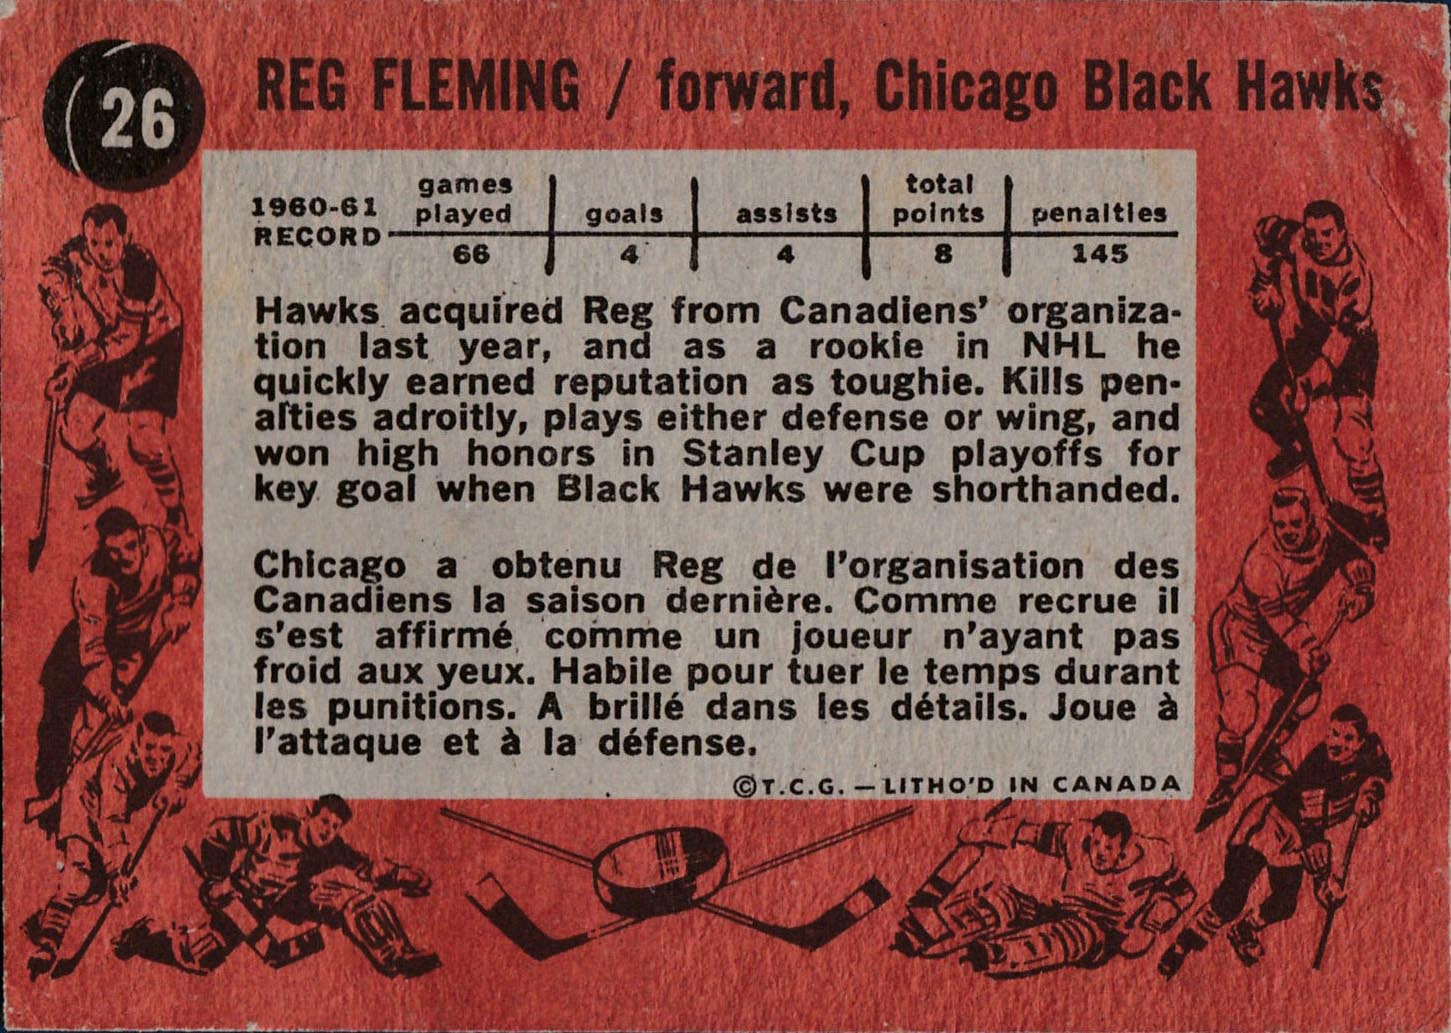 26
REG FLEMING / forward, Chicago Black Hawks
1960-61 RECORD
games played | goals | assists | total points | penalties
66 | 4 | 4 | 8 | 145
Hawks acquired Reg from Canadiens' organiza-
tion last year, and as a rookie in NHL he
quickly earned reputation as toughie. Kills pen-
alties adroitly, plays either defense or wing, and
won high honors in Stanley Cup playoffs for
key goal when Black Hawks were shorthanded.
Chicago a obtenu Reg de l'organisation des
Canadiens la saison dernière. Comme recrue il
s'est affirmé comme un joueur n'ayant pas
froid aux yeux. Habile pour tuer le temps durant
les punitions. A brillé dans les détails. Joue à
l'attaque et à la défense.
©T.C.G. — LITHO'D IN CANADA